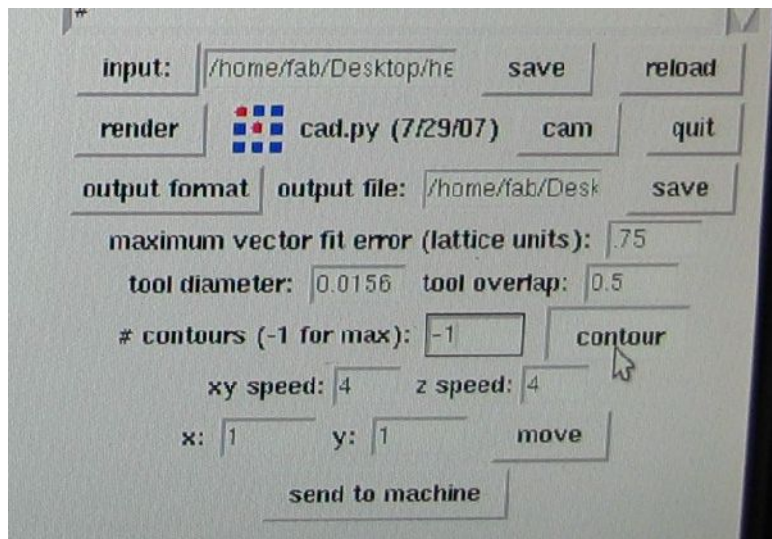 #
input: /home/fab/Desktop/he save reload
render cad.py (7/29/07) cam quit
output format output file: /home/fab/Desk save
maximum vector fit error (lattice units): .75
tool diameter: 0.0156 tool overlap: 0.5
# contours (-1 for max): -1 contour
xy speed: 4 z speed: 4
x: 1 y: 1 move
send to machine